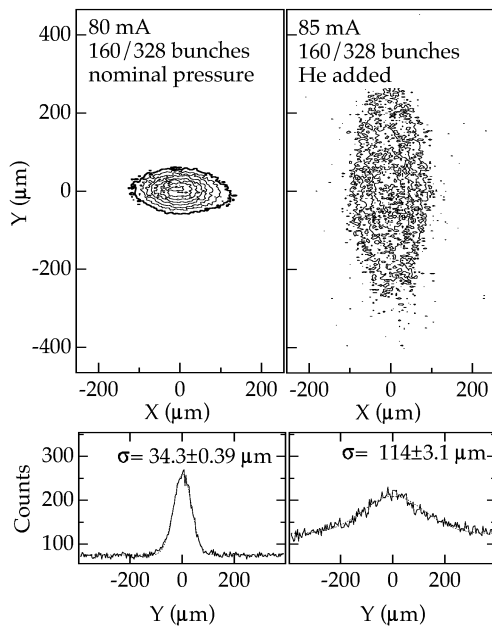 80 mA
160/328 bunches
nominal pressure
85 mA
160/328 bunches
He added
400
200
0
-200
-400
Y (µm)
-200 0 200
X (µm)
-200 0 200
X (µm)
σ= 34.3±0.39 µm
σ= 114±3.1 µm
300
200
100
Counts
-200 0 200
Y (µm)
-200 0 200
Y (µm)